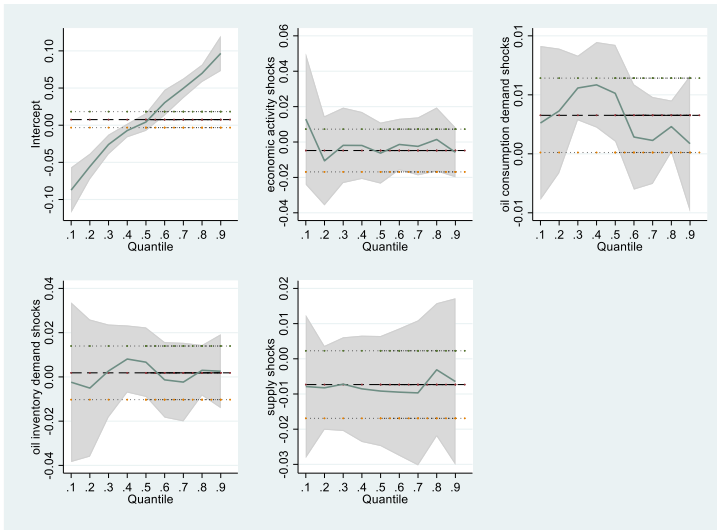 Intercept
0.10
0.05
0.00
-0.05
-0.10
.1 .2 .3 .4 .5 .6 .7 .8 .9
Quantile
economic activity shocks
0.06
0.04
0.02
0.00
-0.02
-0.04
.1 .2 .3 .4 .5 .6 .7 .8 .9
Quantile
oil consumption demand shocks
0.01
0.01
0.00
-0.01
.1 .2 .3 .4 .5 .6 .7 .8 .9
Quantile
oil inventory demand shocks
0.04
0.02
0.00
-0.02
-0.04
.1 .2 .3 .4 .5 .6 .7 .8 .9
Quantile
supply shocks
0.02
0.01
0.00
-0.01
-0.02
-0.03
.1 .2 .3 .4 .5 .6 .7 .8 .9
Quantile